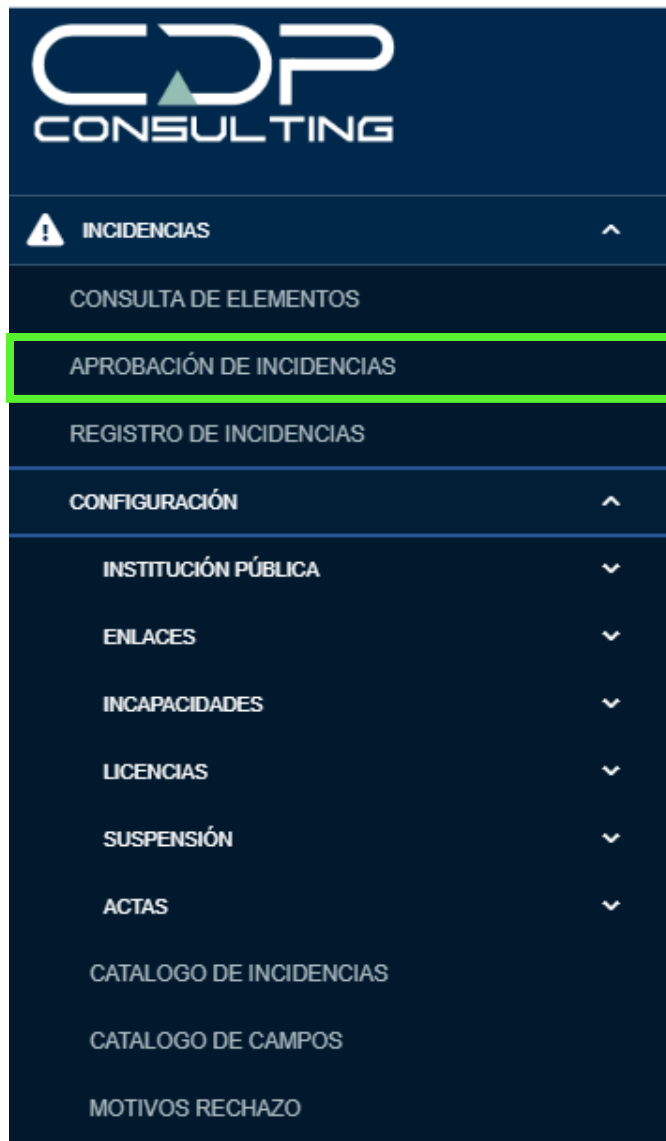 CDP
CONSULTING
INCIDENCIAS
CONSULTA DE ELEMENTOS
APROBACIÓN DE INCIDENCIAS
REGISTRO DE INCIDENCIAS
CONFIGURACIÓN
INSTITUCIÓN PÚBLICA
ENLACES
INCAPACIDADES
LICENCIAS
SUSPENSIÓN
ACTAS
CATALOGO DE INCIDENCIAS
CATALOGO DE CAMPOS
MOTIVOS RECHAZO